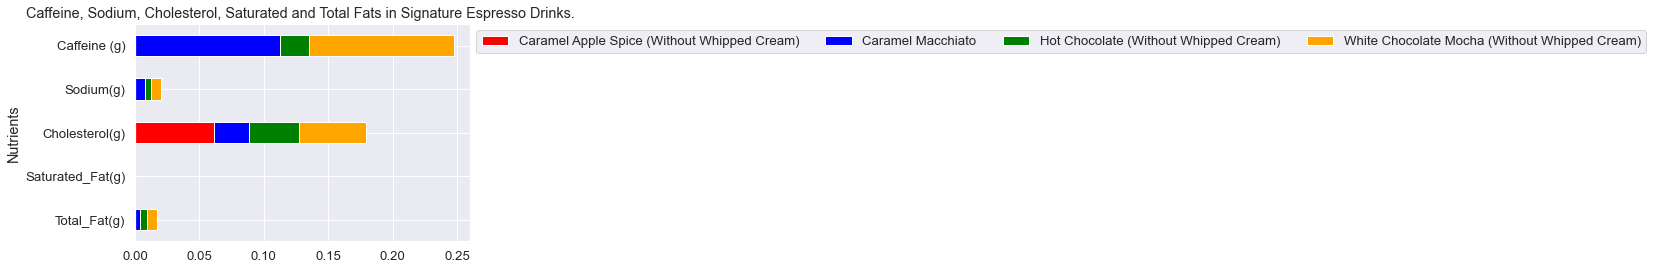 Caffeine, Sodium, Cholesterol, Saturated and Total Fats in Signature Espresso Drinks.
Caramel Apple Spice (Without Whipped Cream) Caramel Macchiato Hot Chocolate (Without Whipped Cream) White Chocolate Mocha (Without Whipped Cream)
Nutrients
Caffeine (g)
Sodium(g)
Cholesterol(g)
Saturated_Fat(g)
Total_Fat(g)
0.00 0.05 0.10 0.15 0.20 0.25